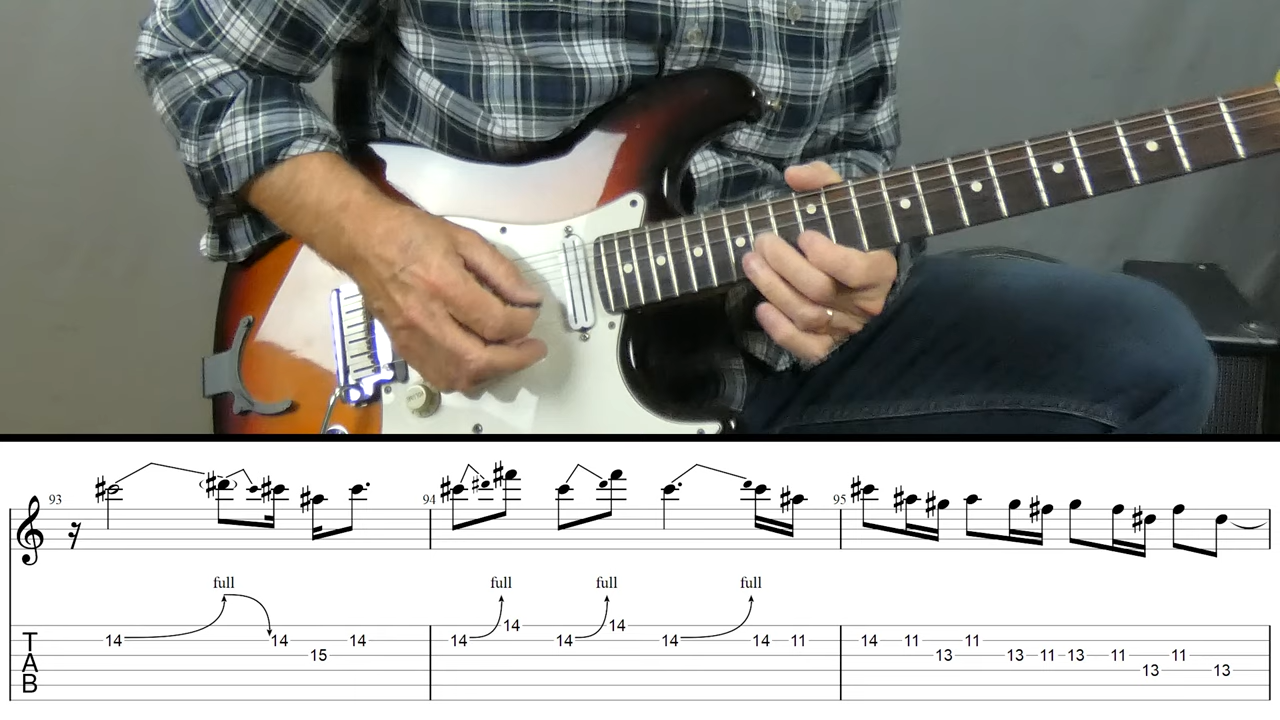 93 94 95
full full full full
T
A
B
14 14 14 14
14 14 14 14 14 14 11
14 11 11
15
13 13 11 13 11 11
13 13